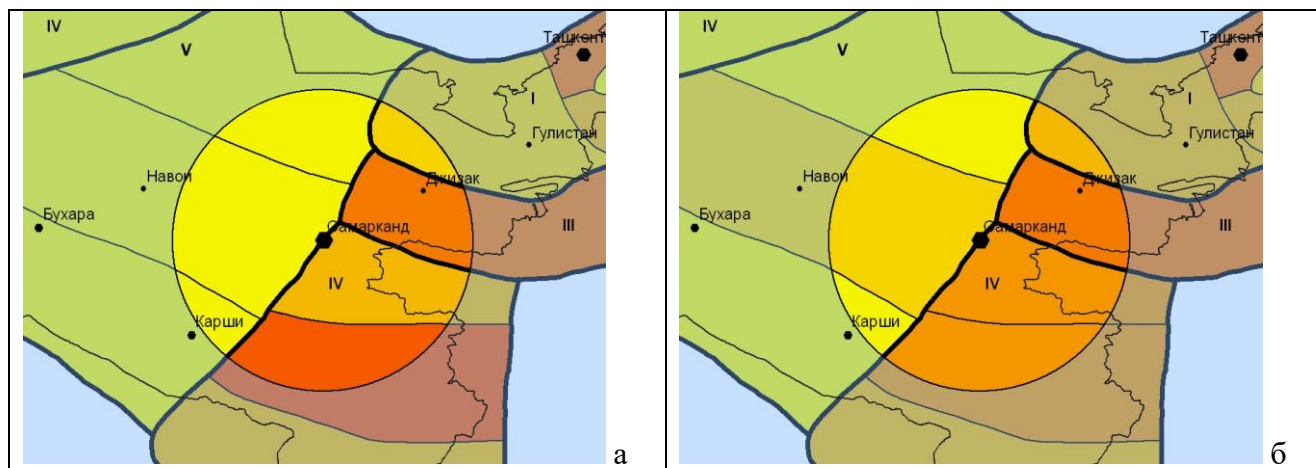 IV
V
Ташкент
I
Гулистан
Навои
Джизак
Бухара
Самарканд
III
IV
Карши
а
IV
V
Ташкент
I
Гулистан
Навои
Джизак
Бухара
Самарканд
III
IV
Карши
б